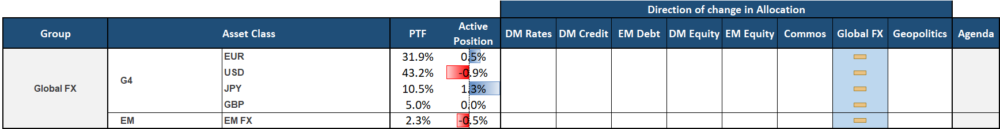 Direction of change in Allocation
Group Asset Class PTF Active Position DM Rates DM Credit EM Debt DM Equity EM Equity Commos Global FX Geopolitics Agenda
Global FX G4 EUR 31.9% 0.5%
USD 43.2% -0.9%
JPY 10.5% 1.3%
GBP 5.0% 0.0%
EM EM FX 2.3% -0.5%